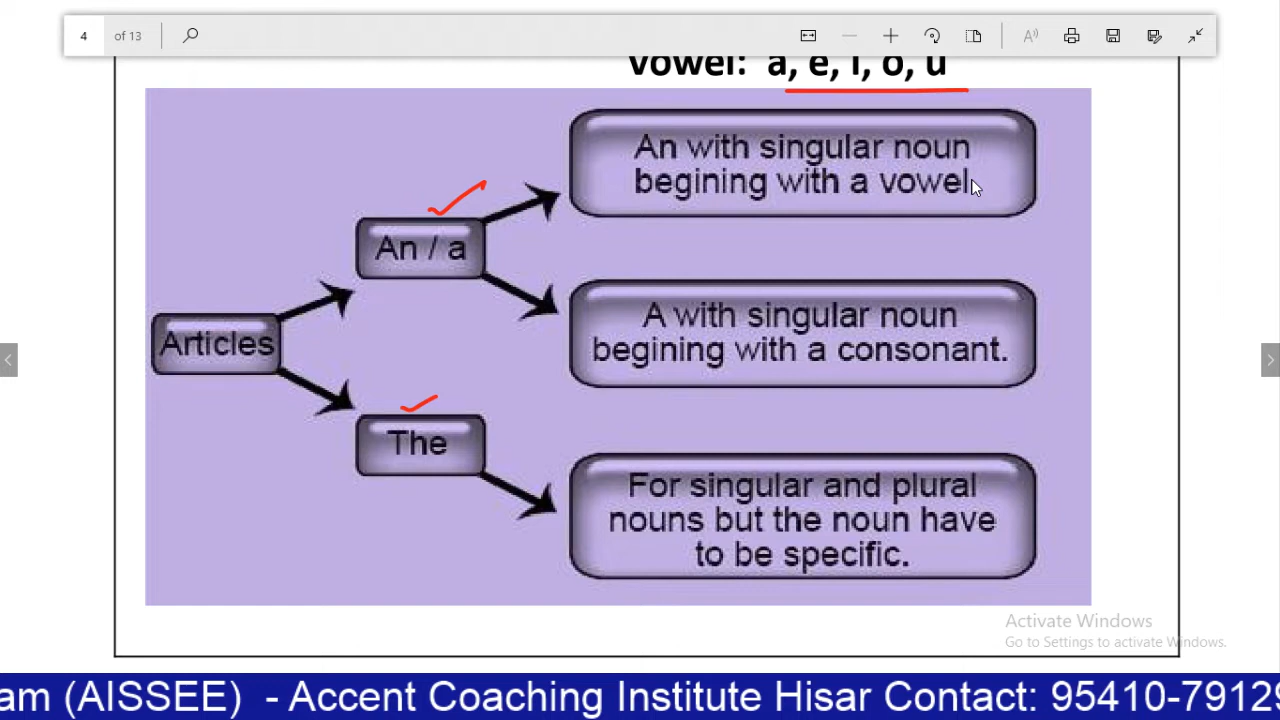 4 of 13
vowel: a, e, i, o, u
An with singular noun
begining with a vowel.
An / a
A with singular noun
begining with a consonant.
Articles
The
For singular and plural
nouns but the noun have
to be specific.
Activate Windows
Go to Settings to activate Windows.
am (AISSEE) - Accent Coaching Institute Hisar Contact: 95410-79129